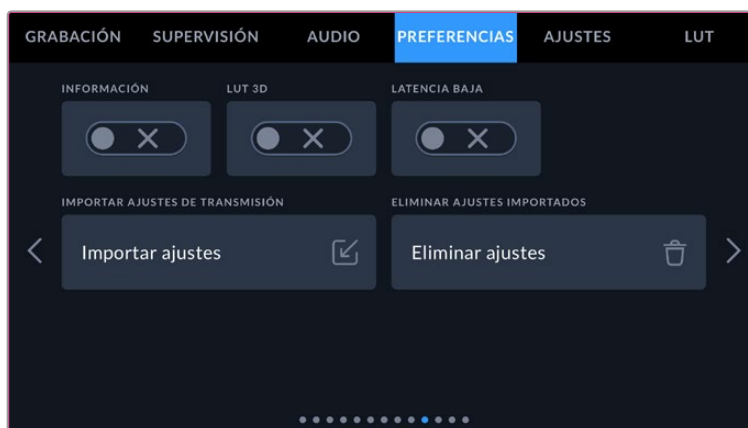 GRABACIÓN SUPERVISIÓN AUDIO PREFERENCIAS AJUSTES LUT
INFORMACIÓN LUT 3D LATENCIA BAJA
IMPORTAR AJUSTES DE TRANSMISIÓN ELIMINAR AJUSTES IMPORTADOS
Importar ajustes Eliminar ajustes